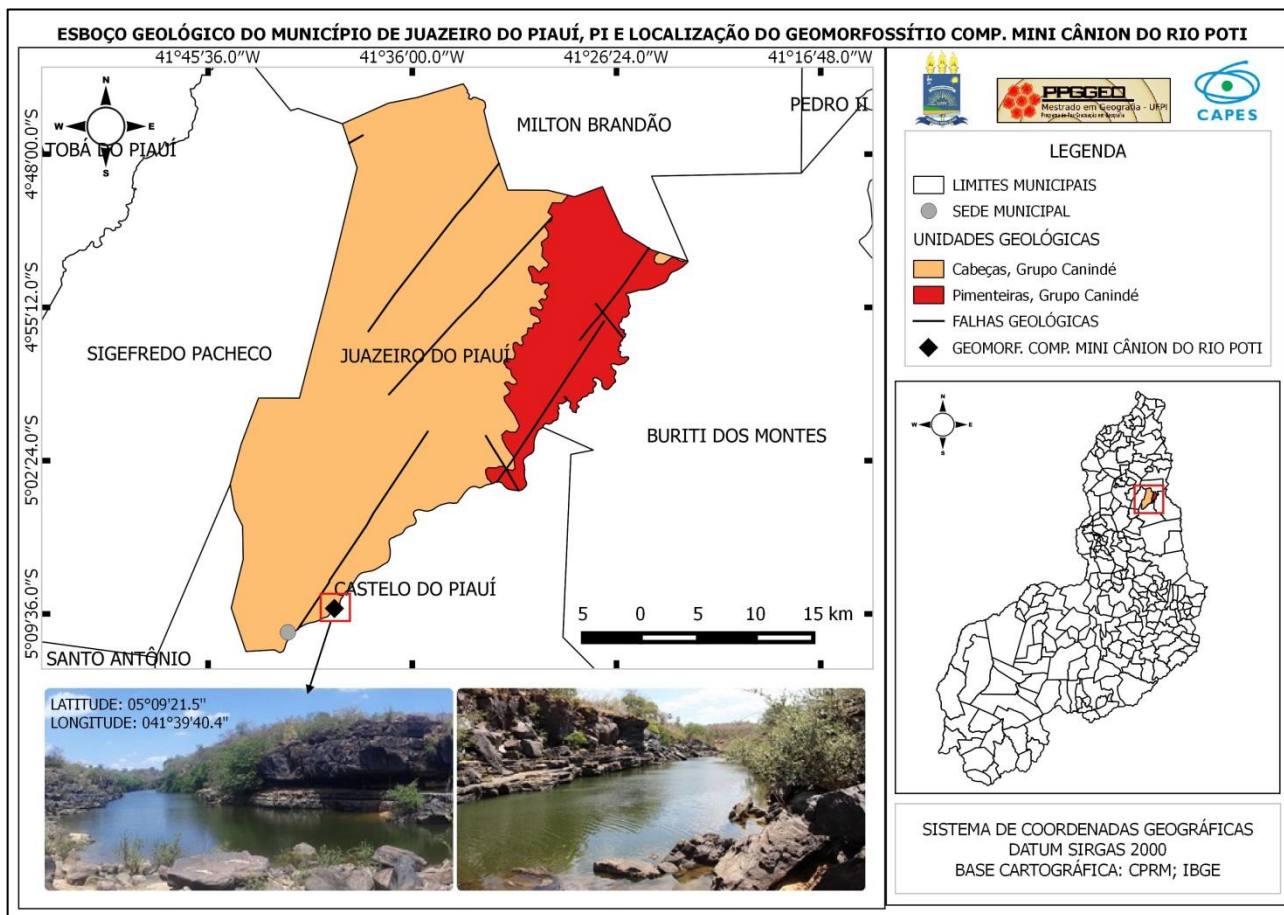 ESBOÇO GEOLÓGICO DO MUNICÍPIO DE JUAZEIRO DO PIAUÍ, PI E LOCALIZAÇÃO DO GEOMORFOSSÍTIO COMP. MINI CÂNION DO RIO POTI
41°45'36.0"W
41°36'00.0"W
41°26'24.0"W
41°16'48.0"W
4°48'00.0"S
4°55'12.0"S
5°02'24.0"S
5°09'36.0"S
N
W
E
S
TOBÁ DO PIAUÍ
MILTON BRANDÃO
PEDRO II
SIGEFREDO PACHECO
JUAZEIRO DO PIAUÍ
BURITI DOS MONTES
CASTELO DO PIAUÍ
SANTO ANTÔNIO
5 0 5 10 15 km
LATITUDE: 05°09'21.5"
LONGITUDE: 041°39'40.4"
PPGGEO
Mestrado em Geografia - UFPI
CAPES
LEGENDA
LIMITES MUNICIPAIS
SEDE MUNICIPAL
UNIDADES GEOLÓGICAS
Cabeças, Grupo Canindé
Pimenteiras, Grupo Canindé
FALHAS GEOLÓGICAS
GEOMORF. COMP. MINI CÂNION DO RIO POTI
N
W
E
S
SISTEMA DE COORDENADAS GEOGRÁFICAS
DATUM SIRGAS 2000
BASE CARTOGRÁFICA: CPRM; IBGE